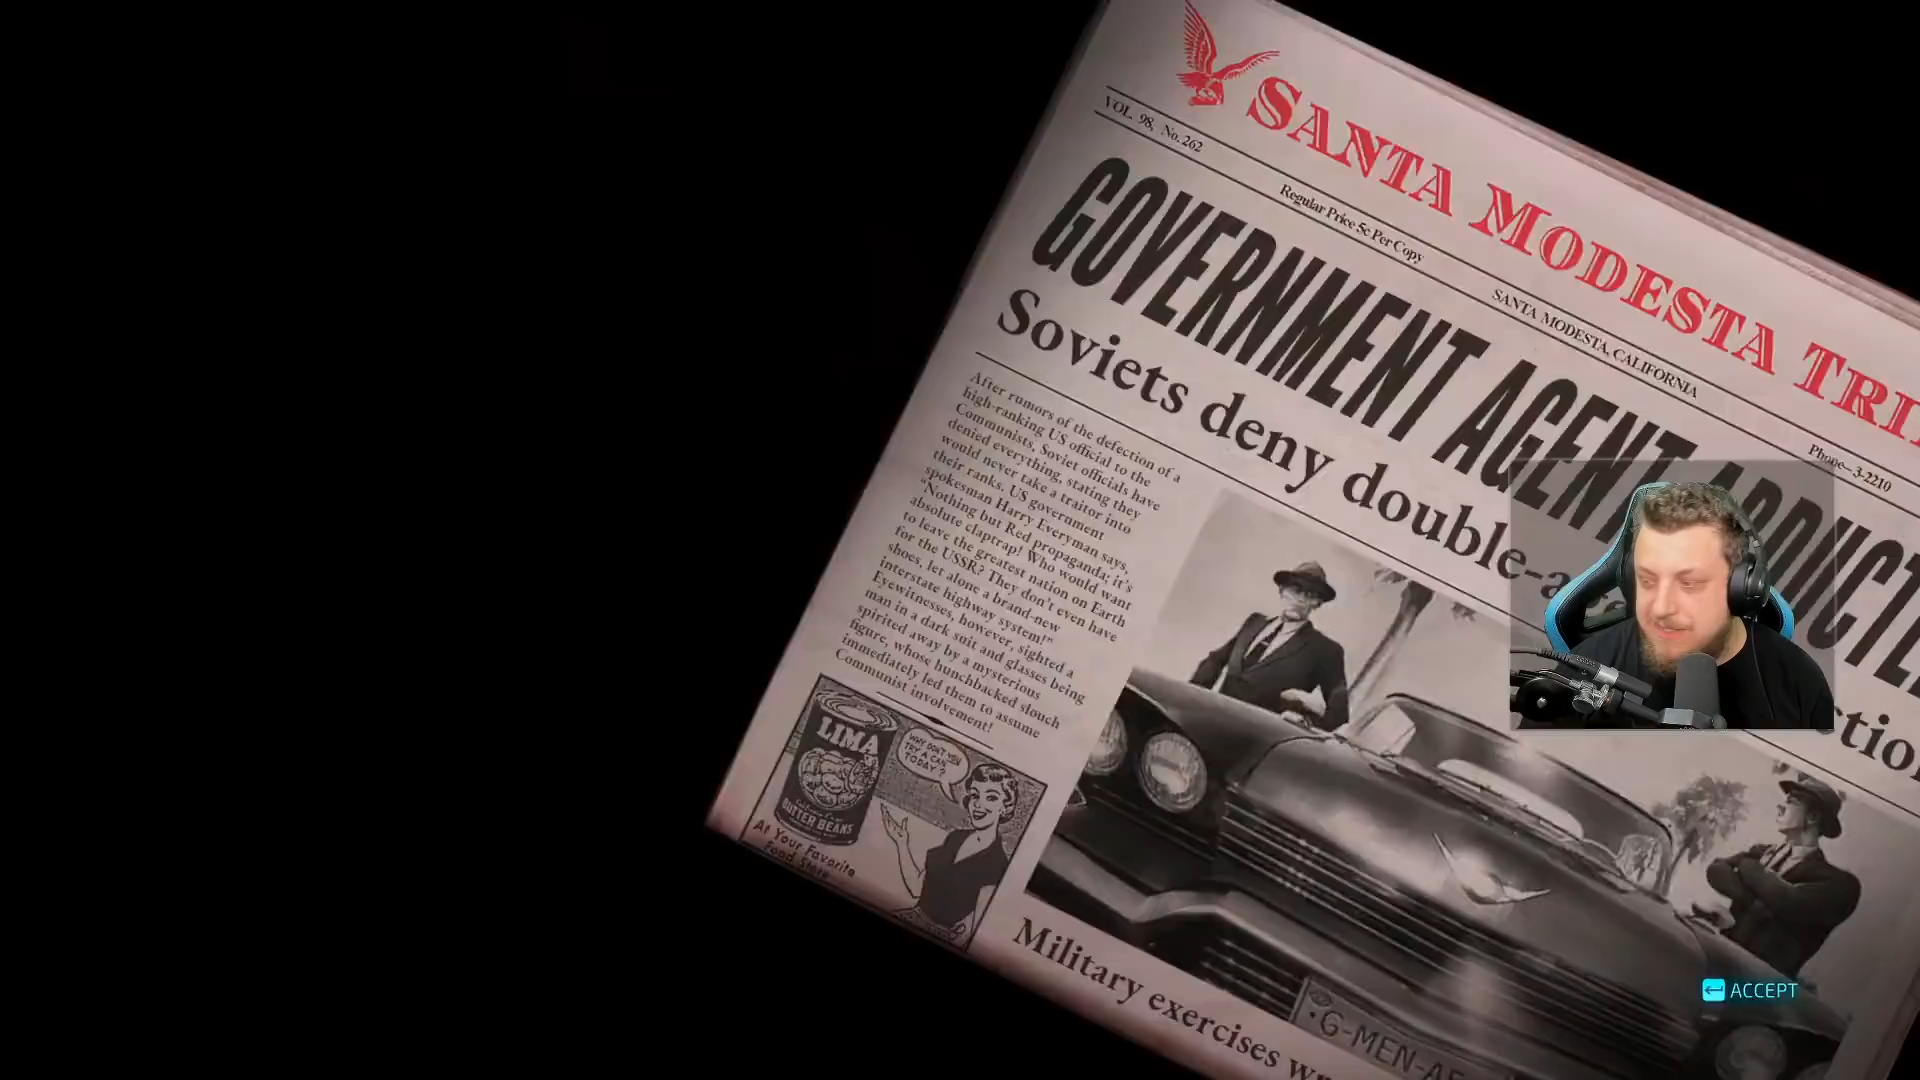 SANTA MODESTA
VOL. 98, No. 262
Regular Price 5c Per Copy
SANTA MODESTA, CALIFORNIA
Phone–3-2210
GOVERNMENT AGENT
Soviets deny double-
After rumors of the defection of a
high-ranking US official to the
Communists, Soviet officials have
denied everything, stating they
would never take a traitor into
their ranks. US government
spokesman Harry Everyman says,
"Nothing but Red propaganda; it's
absolute claptrap! Who would want
to leave the greatest nation on Earth
for the USSR? They don't even have
shoes, let alone a brand-new
interstate highway system!"
Eyewitnesses, however, sighted a
man in a dark suit and glasses being
spirited away by a mysterious
figure, whose hunchbacked slouch
immediately led them to assume
Communist involvement!
LIMA
BUTTER BEANS
WHY DON'T YOU
TRY A CAN
TODAY?
At Your Favorite
Food Store
Military exercises
G-MEN-
ACCEPT